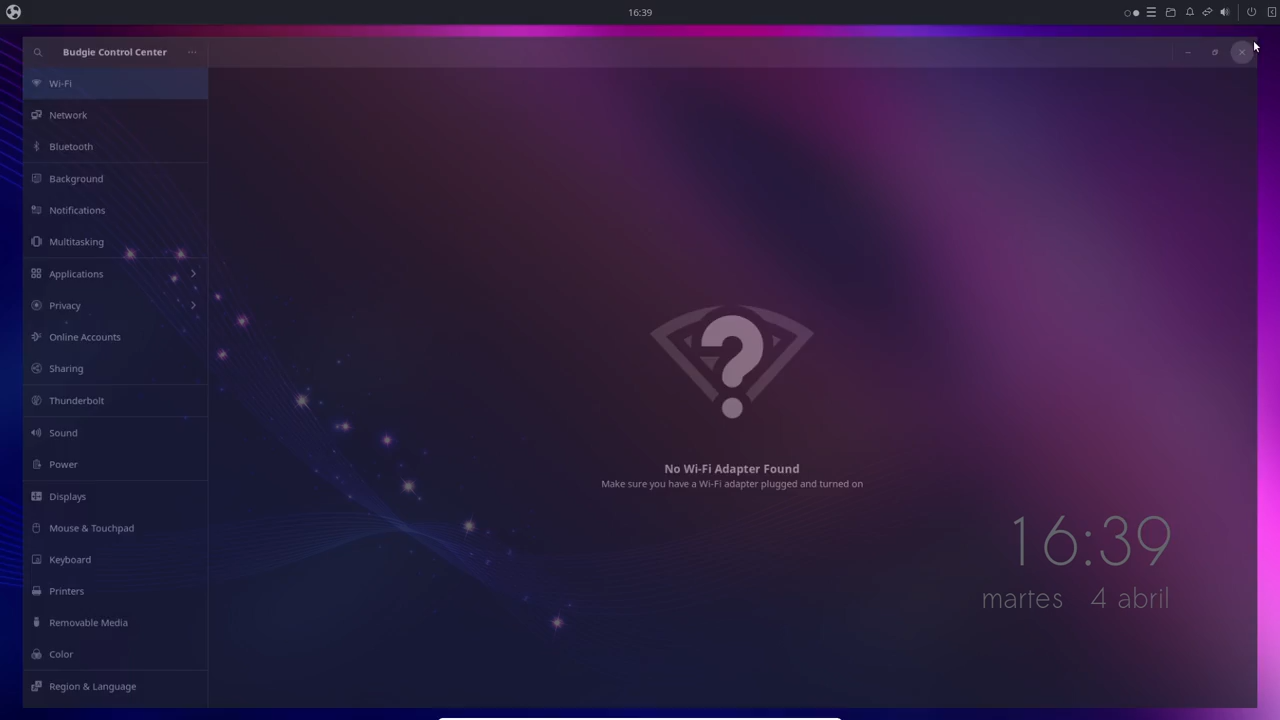 16:39
Budgie Control Center
Wi-Fi
Network
Bluetooth
Background
Notifications
Multitasking
Applications
Privacy
Online Accounts
Sharing
Thunderbolt
Sound
Power
Displays
Mouse & Touchpad
Keyboard
Printers
Removable Media
Color
Region & Language
No Wi-Fi Adapter Found
Make sure you have a Wi-Fi adapter plugged and turned on
16:39
martes 4 abril